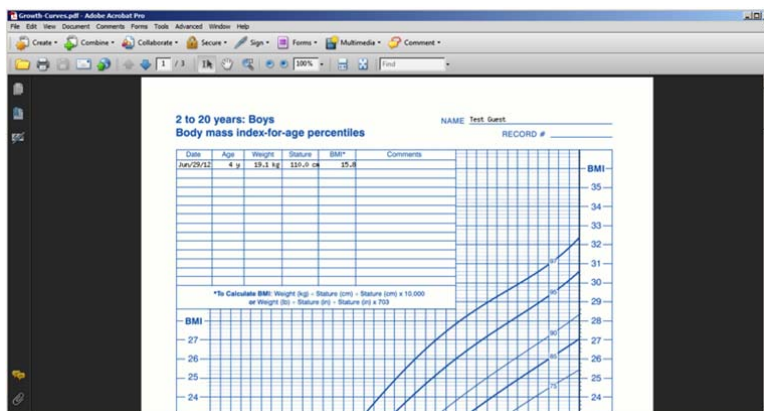 Growth-Curves.pdf - Adobe Acrobat Pro
File Edit View Document Comments Forms Tools Advanced Window Help
Create Combine Collaborate Secure Sign Forms Multimedia Comment
1 / 3 100% Find
2 to 20 years: Boys
NAME Test Guest
Body mass index-for-age percentiles
RECORD #
Date Age Weight Stature BMI* Comments
Jun/29/12 4 y 19.1 kg 110.0 cm 15.8
BMI
35
34
33
32
97
31
30
95
*To Calculate BMI: Weight (kg) ÷ Stature (cm) ÷ Stature (cm) x 10,000
29
or Weight (lb) ÷ Stature (in) ÷ Stature (in) x 703
BMI
28
90
27 27
85
26 26
25 25
75
24 24